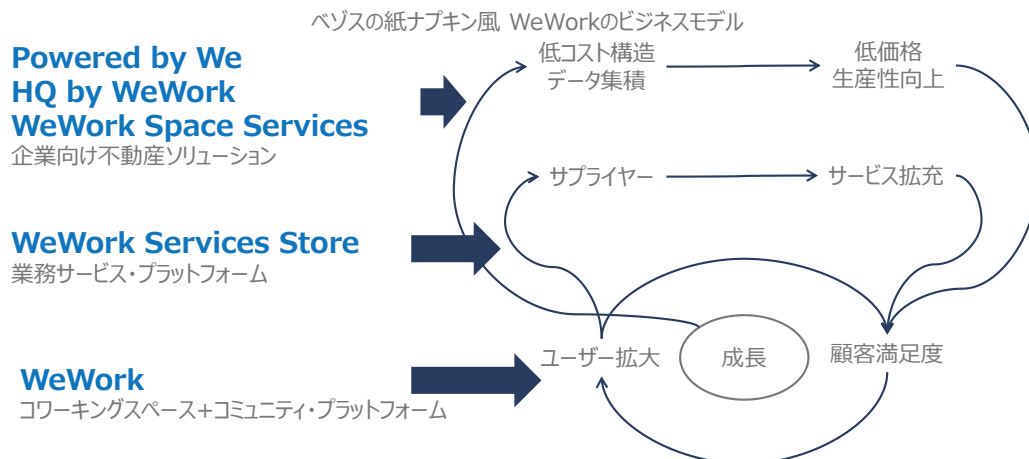 ベゾスの紙ナプキン風 WeWorkのビジネスモデル
Powered by We
HQ by WeWork
WeWork Space Services
企業向け不動産ソリューション
低コスト構造
データ集積
低価格
生産性向上
サプライヤー
サービス拡充
WeWork Services Store
業務サービス・プラットフォーム
ユーザー拡大
成長
顧客満足度
WeWork
コワーキングスペース+コミュニティ・プラットフォーム